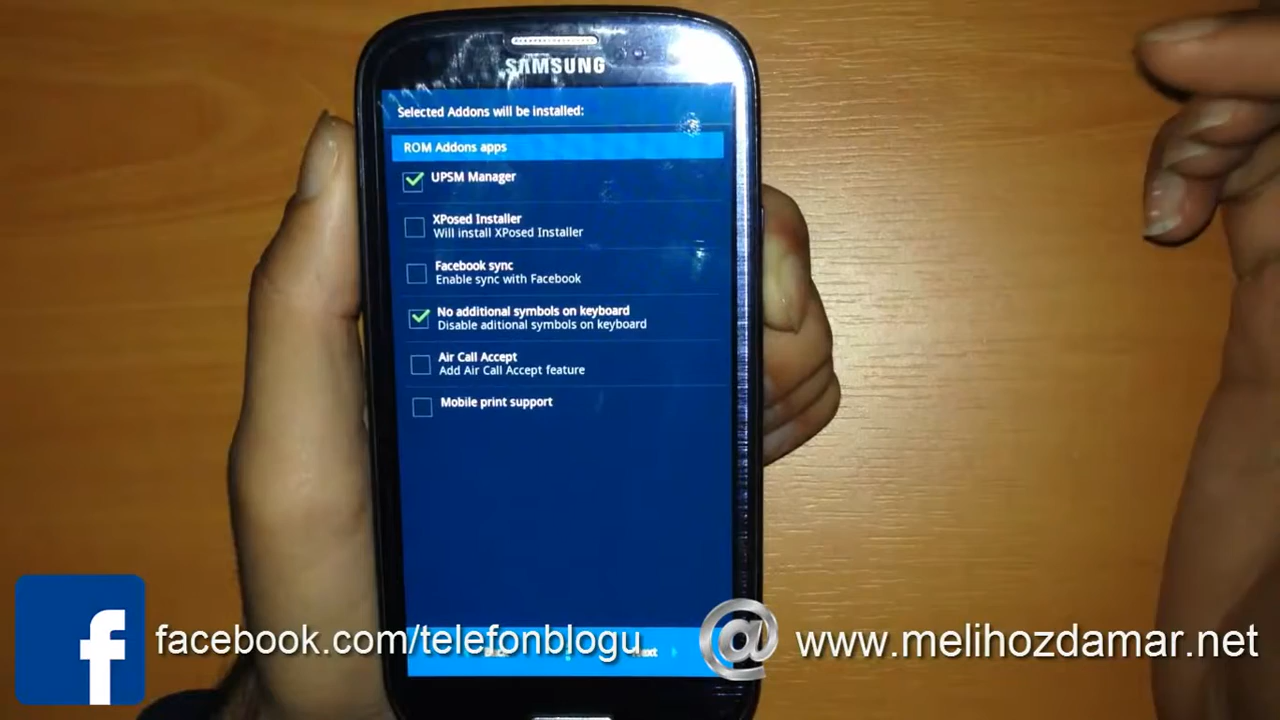 SAMSUNG
Selected Addons will be installed:
ROM Addons apps
UPSM Manager
XPosed Installer
Will install XPosed Installer
Facebook sync
Enable sync with Facebook
No additional symbols on keyboard
Disable aditional symbols on keyboard
Air Call Accept
Add Air Call Accept feature
Mobile print support
Next
f facebook.com/telefonblogu
@ www.melihozdamar.net